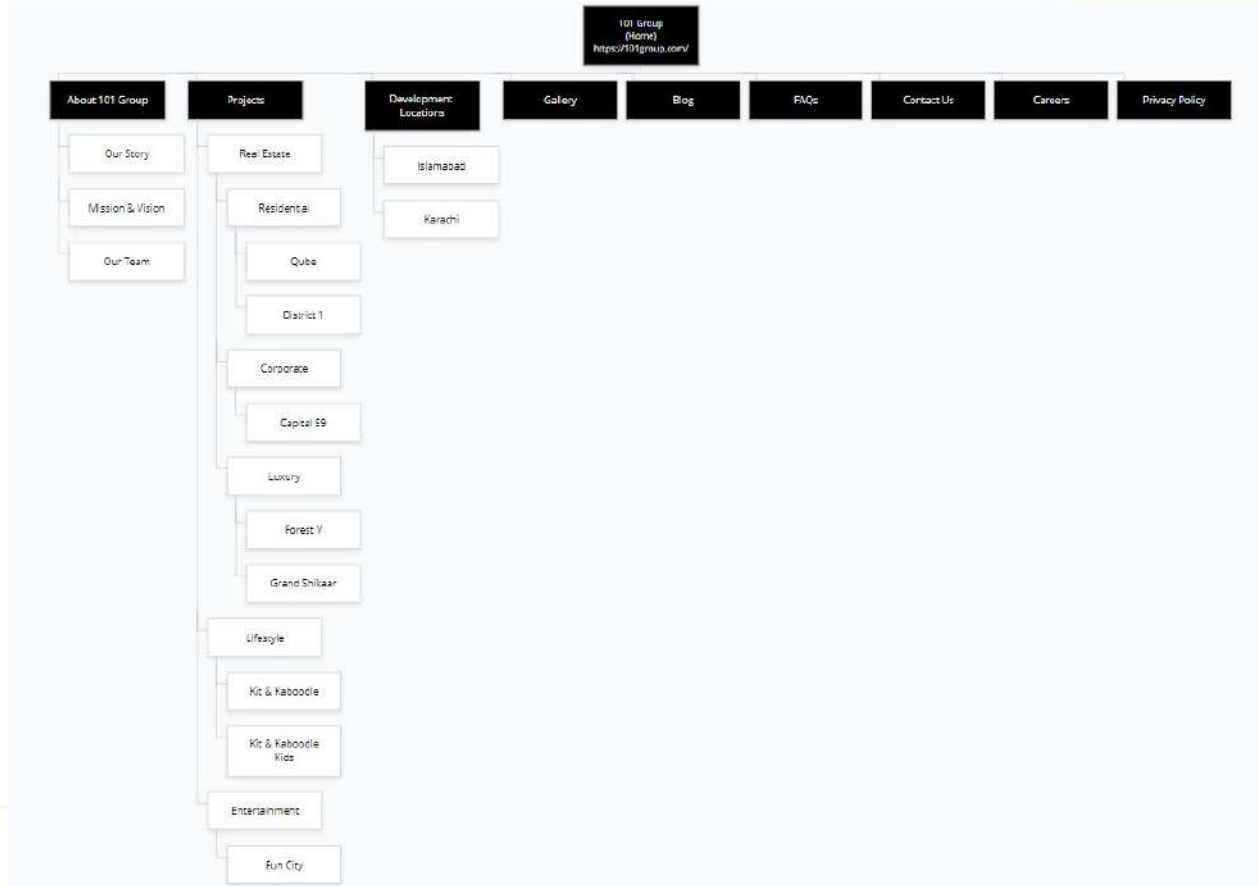 101 Group
(Home)
https://101group.com/
About 101 Group
Projects
Development
Locations
Gallery
Blog
FAQs
Contact Us
Careers
Privacy Policy
Our Story
Mission & Vision
Our Team
Real Estate
Residential
Qube
District 1
Corporate
Capital
Luxury
Forest Y
Grand Shikaar
Lifestyle
Kit & Kaboodle
Kit & Kaboodle
Kids
Entertainment
Fun City
Islamabad
Karachi